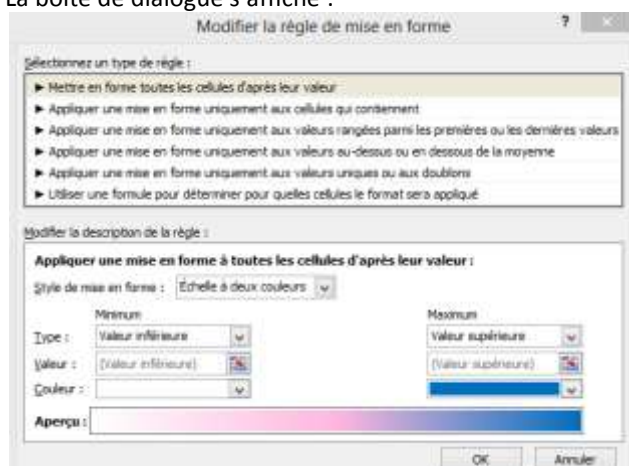 La boîte de dialogue s'affiche :
Modifier la règle de mise en forme ?
Sélectionnez un type de règle :
► Mettre en forme toutes les cellules d'après leur valeur
► Appliquer une mise en forme uniquement aux cellules qui contiennent
► Appliquer une mise en forme uniquement aux valeurs rangées parmi les premières ou les dernières valeurs
► Appliquer une mise en forme uniquement aux valeurs au-dessus ou en dessous de la moyenne
► Appliquer une mise en forme uniquement aux valeurs uniques ou aux doublons
► Utiliser une formule pour déterminer pour quelles cellules le format sera appliqué
Modifier la description de la règle :
Appliquer une mise en forme à toutes les cellules d'après leur valeur :
Style de mise en forme : Échelle à deux couleurs
Minimum Maximum
Type : Valeur inférieure Valeur supérieure
Valeur : (Valeur inférieure) (Valeur supérieure)
Couleur :
Aperçu :
OK Annuler